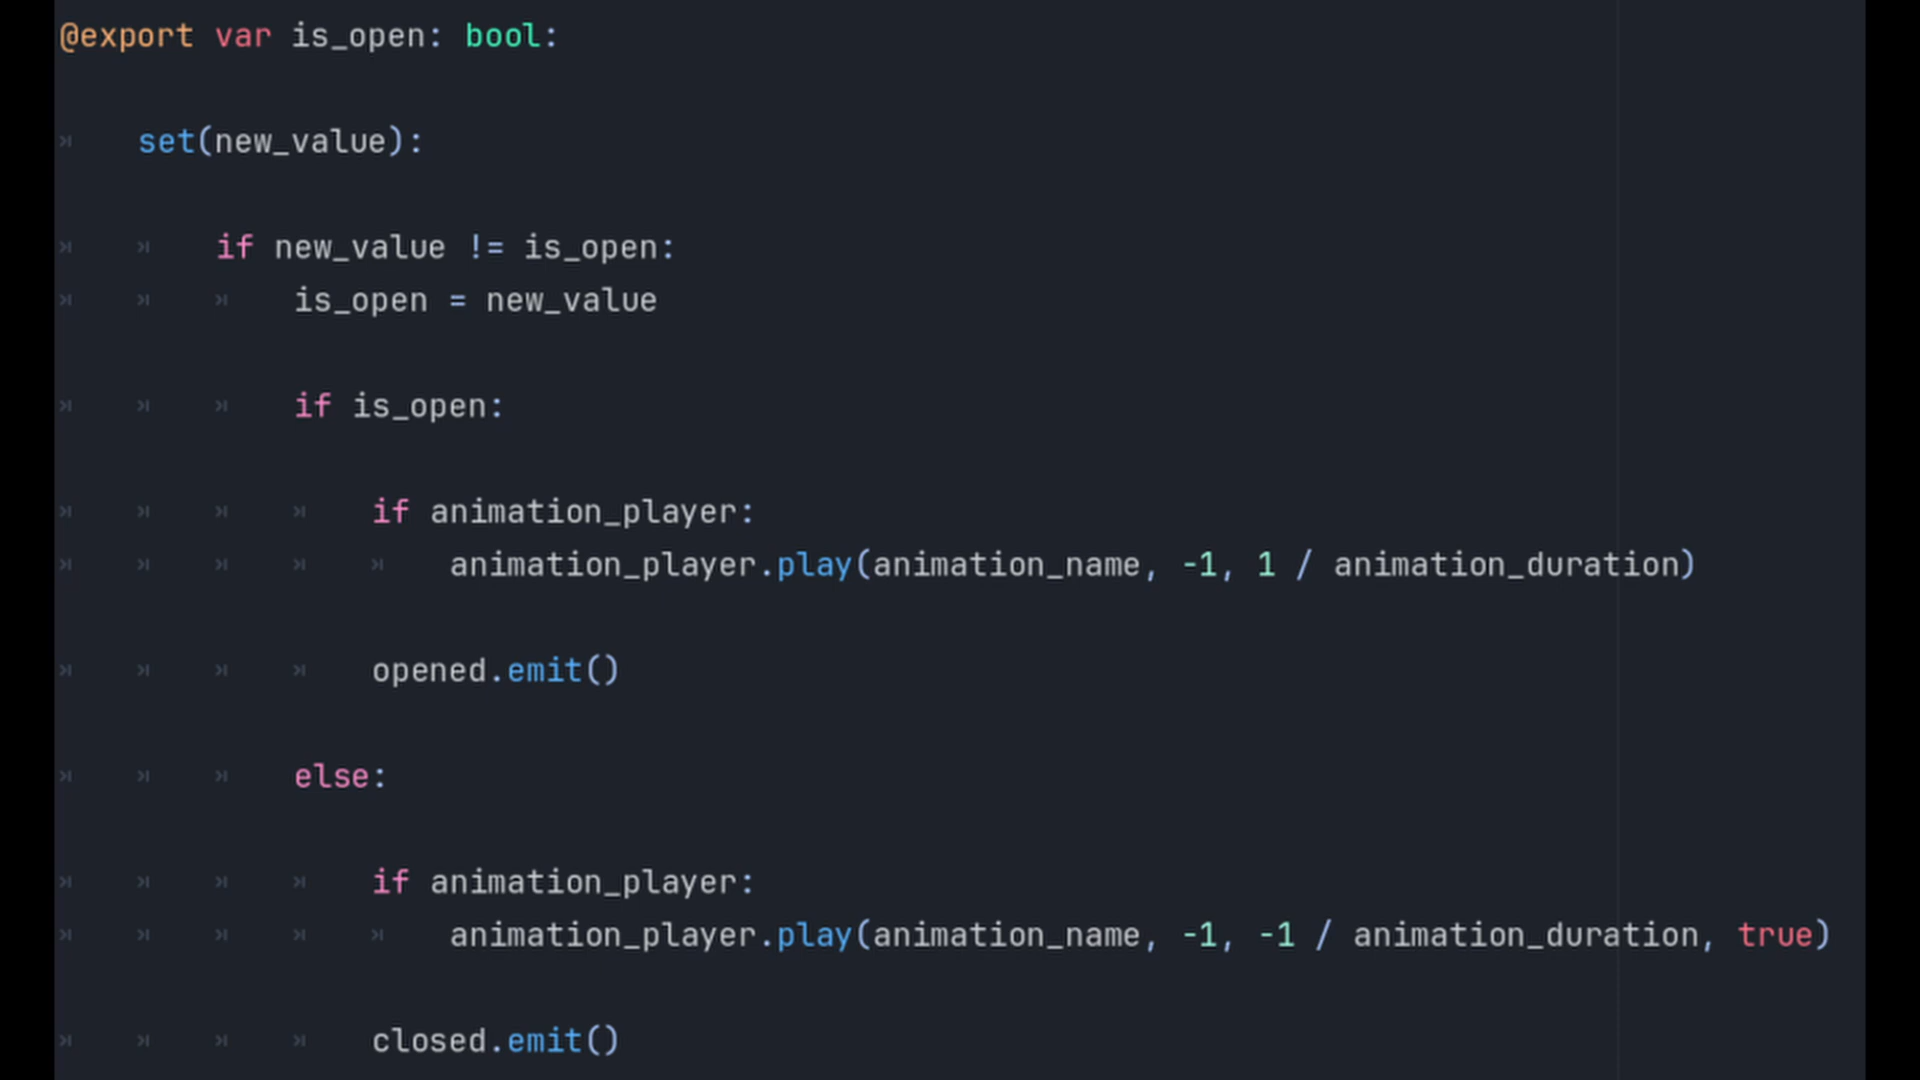 @export var is_open: bool:
set(new_value):
if new_value != is_open:
is_open = new_value
if is_open:
if animation_player:
animation_player.play(animation_name, -1, 1 / animation_duration)
opened.emit()
else:
if animation_player:
animation_player.play(animation_name, -1, -1 / animation_duration, true)
closed.emit()